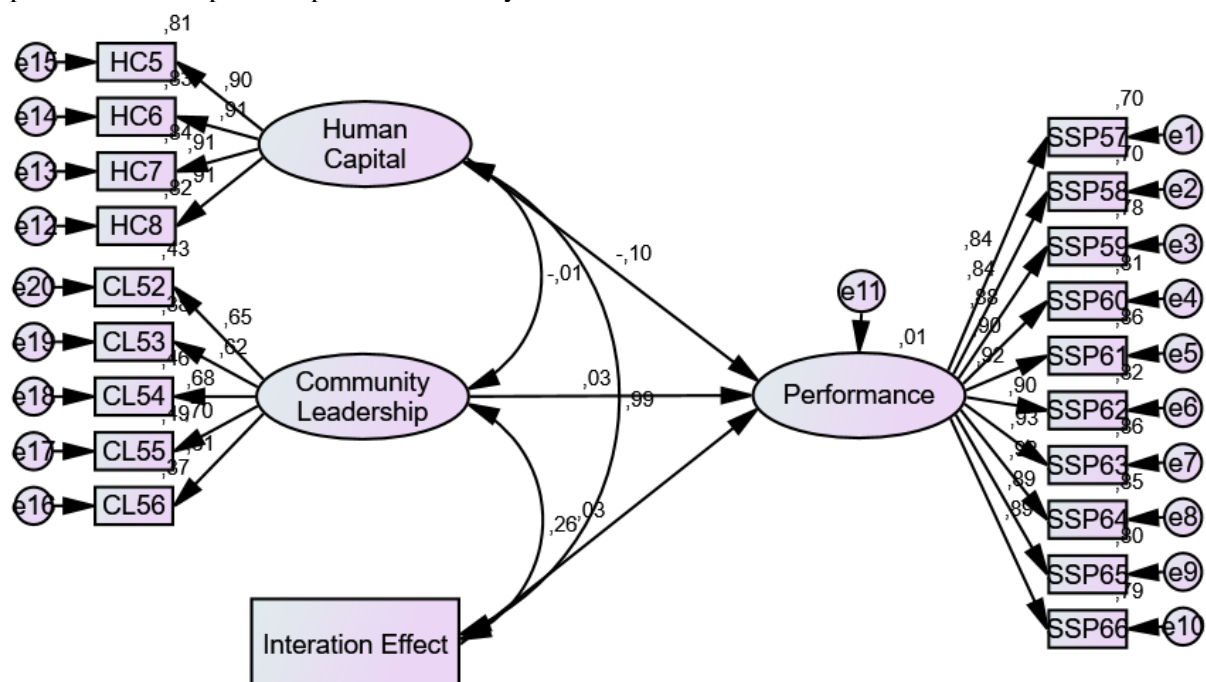 ,81
e15
HC5
,90
,83
e14
HC6
,91
,84
e13
HC7
,91
,91
,82
e12
HC8
Human
Capital
,43
e20
CL52
,65
e19
CL53
,62
,46
e18
CL54
,68
,49
,70
e17
CL55
,37
e16
CL56
Community
Leadership
-,01
-,10
,03
,99
,26
,03
Interation Effect
e11
,01
Performance
,84
,84
,88
,90
,92
,90
,93
,89
,89
,70
SSP57
e1
,70
SSP58
e2
,78
SSP59
e3
,81
SSP60
e4
,86
SSP61
e5
,82
SSP62
e6
,86
SSP63
e7
,85
SSP64
e8
,80
SSP65
e9
,79
SSP66
e10